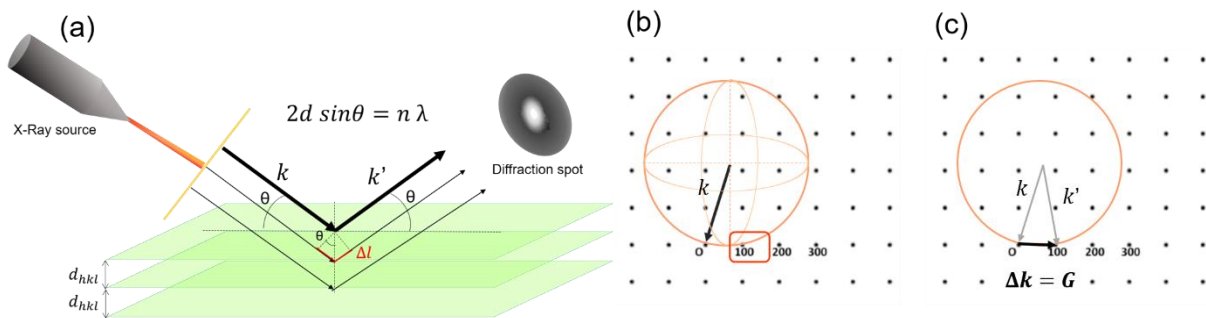 (a)
X-Ray source
2d sinθ = n λ
Diffraction spot
k
k’
θ
θ
θ
Δl
d_hkl
d_hkl
(b)
k
O 100 200 300
(c)
k
k’
O 100 200 300
Δk = G